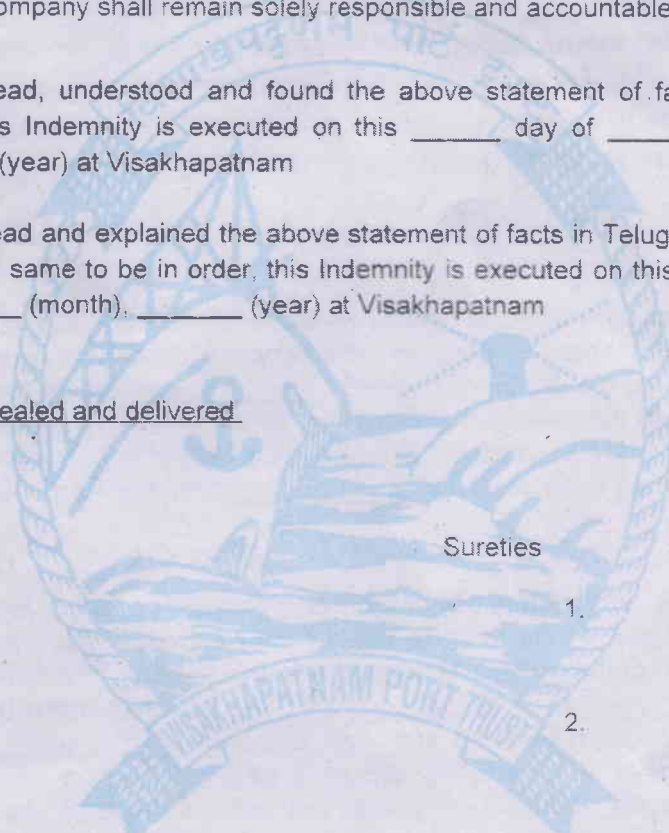 ompany shall remain solely responsible and accountable
ead, understood and found the above statement of fa
s Indemnity is executed on this ______ day of _____
(year) at Visakhapatnam
ead and explained the above statement of facts in Telug
same to be in order, this Indemnity is executed on this
___ (month), _______ (year) at Visakhapatnam
ealed and delivered
Sureties
1.
2.
VISAKHAPATNAM PORT TRUST